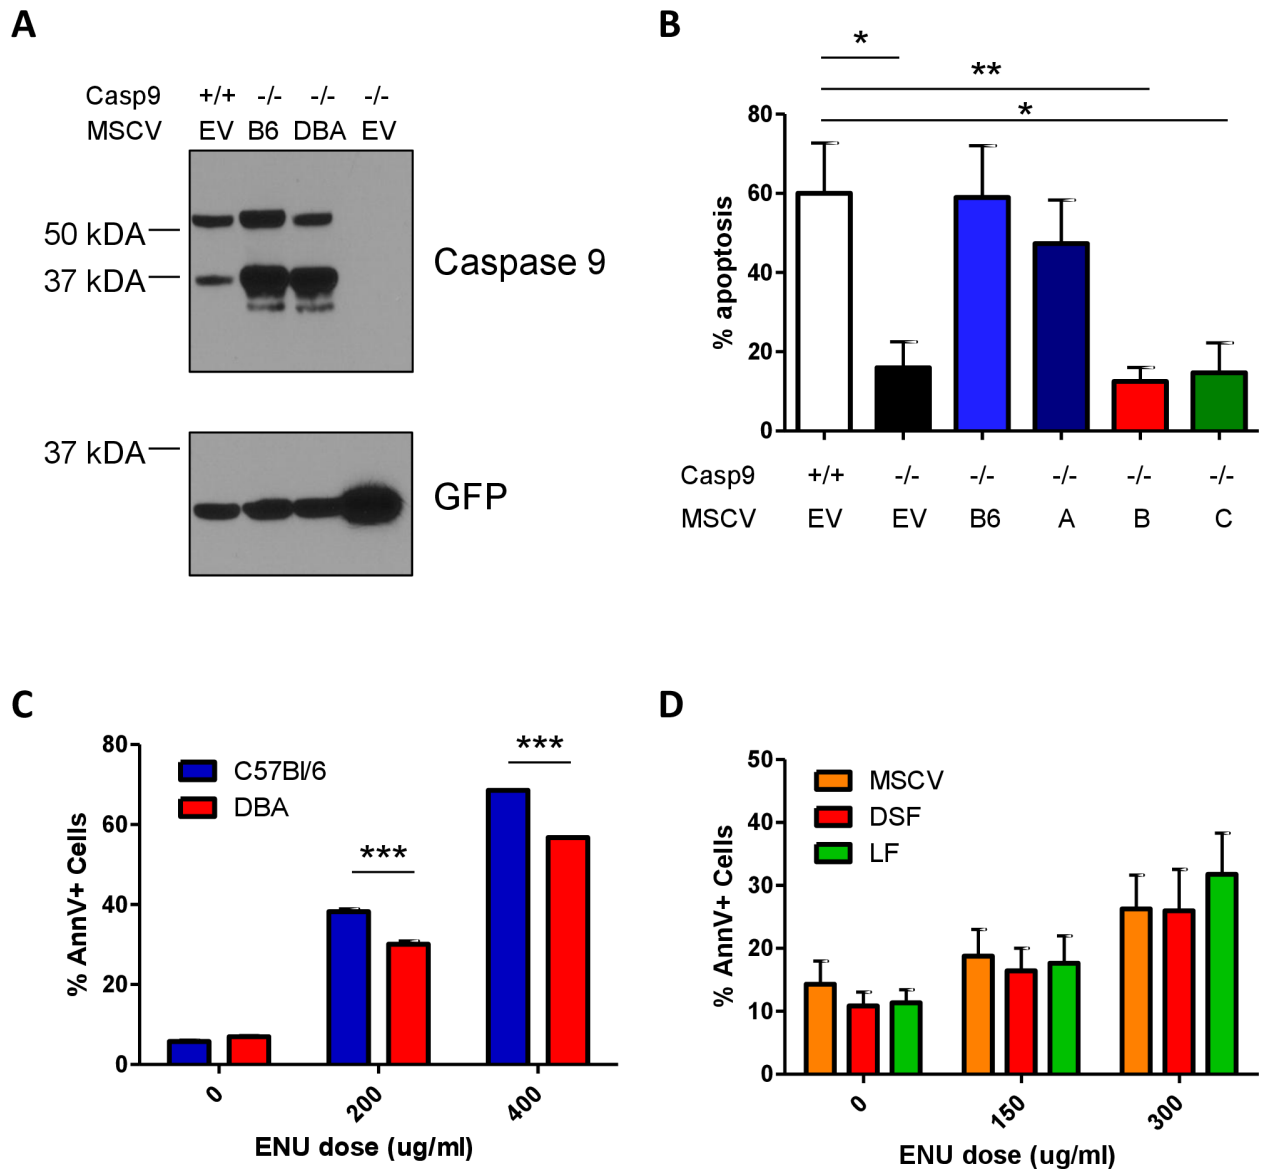 A
Casp9 +/+ -/- -/- -/-
MSCV EV B6 DBA EV
50 kDA
37 kDA
Caspase 9
37 kDA
GFP
B
*
**
*
80
60
40
20
0
% apoptosis
Casp9 +/+ -/- -/- -/- -/- -/-
MSCV EV EV B6 A B C
C
80
60
40
20
0
% AnnV+ Cells
C57Bl/6
DBA
***
***
0 200 400
ENU dose (ug/ml)
D
50
40
30
20
10
0
% AnnV+ Cells
MSCV
DSF
LF
0 150 300
ENU dose (ug/ml)